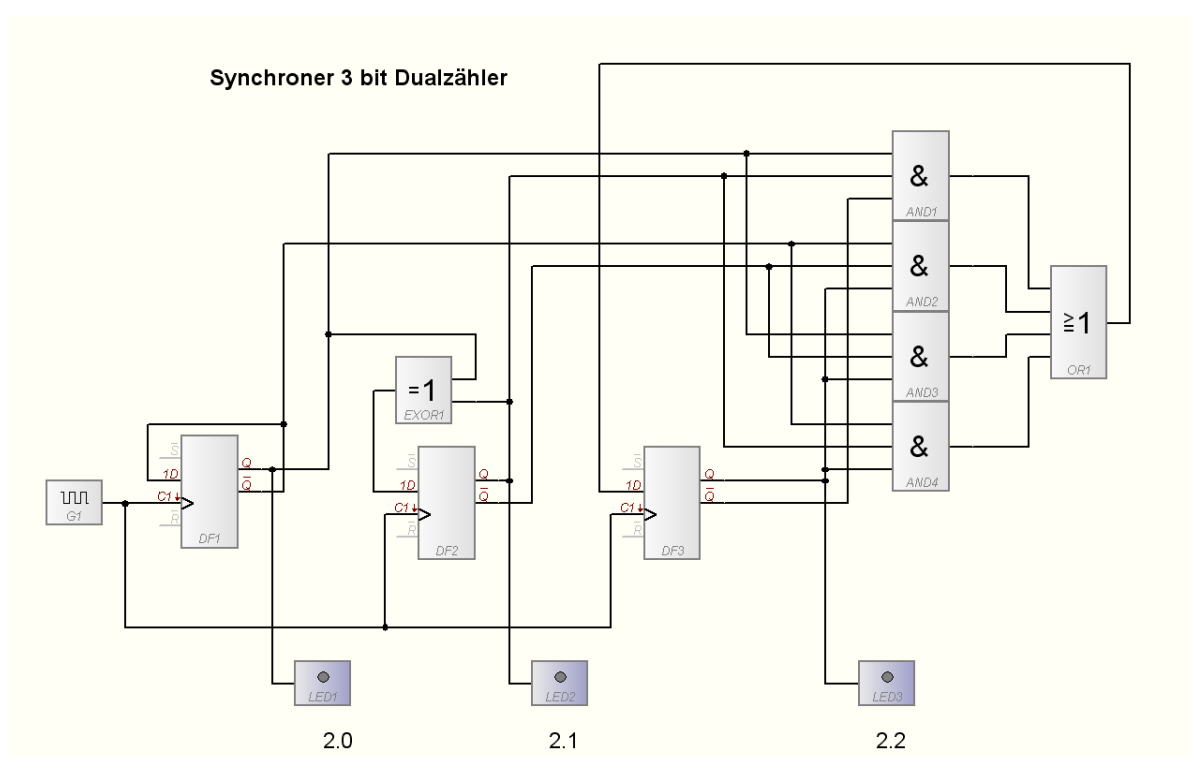 Synchroner 3 bit Dualzähler
&
AND1
&
AND2
≧1
OR1
&
AND3
=1
EXOR1
&
AND4
S
1D
C1
R
Q
Q
DF1
S
1D
C1
R
Q
Q
DF2
S
1D
C1
R
Q
Q
DF3
G1
LED1
LED2
LED3
2.0
2.1
2.2